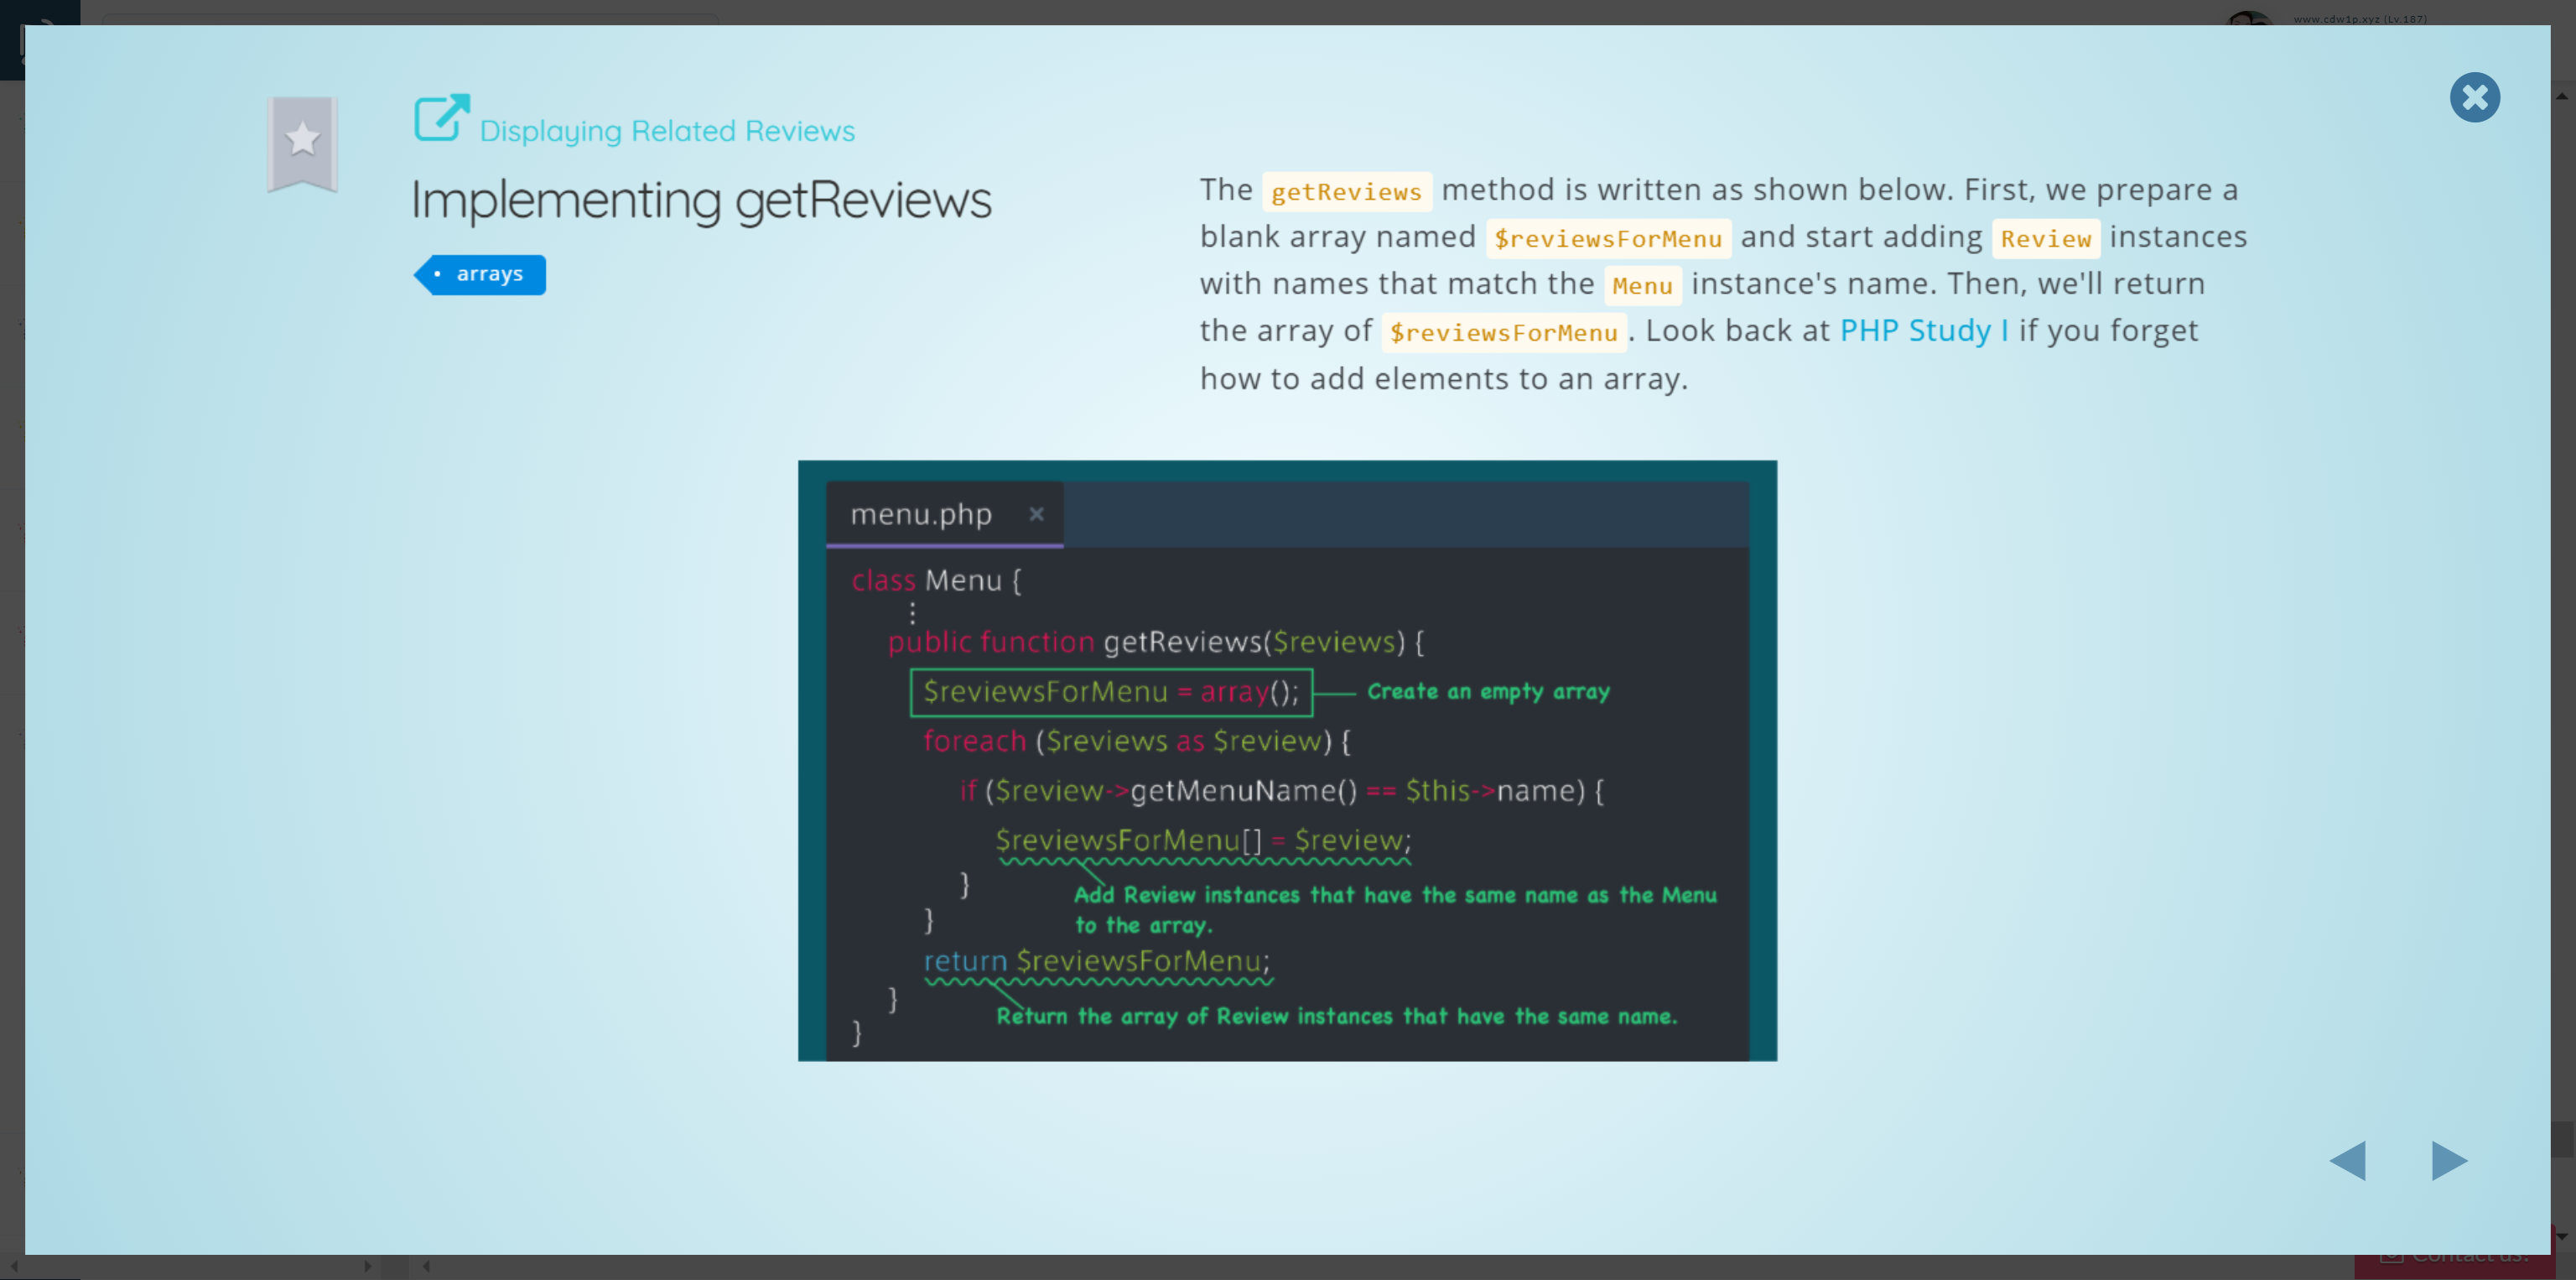 www.cdw1p.xyz (Lv.187)
Displaying Related Reviews
Implementing getReviews
arrays
The getReviews method is written as shown below. First, we prepare a
blank array named $reviewsForMenu and start adding Review instances
with names that match the Menu instance's name. Then, we'll return
the array of $reviewsForMenu. Look back at PHP Study I if you forget
how to add elements to an array.
menu.php ×
class Menu {
⋮
public function getReviews($reviews) {
$reviewsForMenu = array(); Create an empty array
foreach ($reviews as $review) {
if ($review->getMenuName() == $this->name) {
$reviewsForMenu[] = $review;
} Add Review instances that have the same name as the Menu
} to the array.
return $reviewsForMenu;
} Return the array of Review instances that have the same name.
}
Contact us!